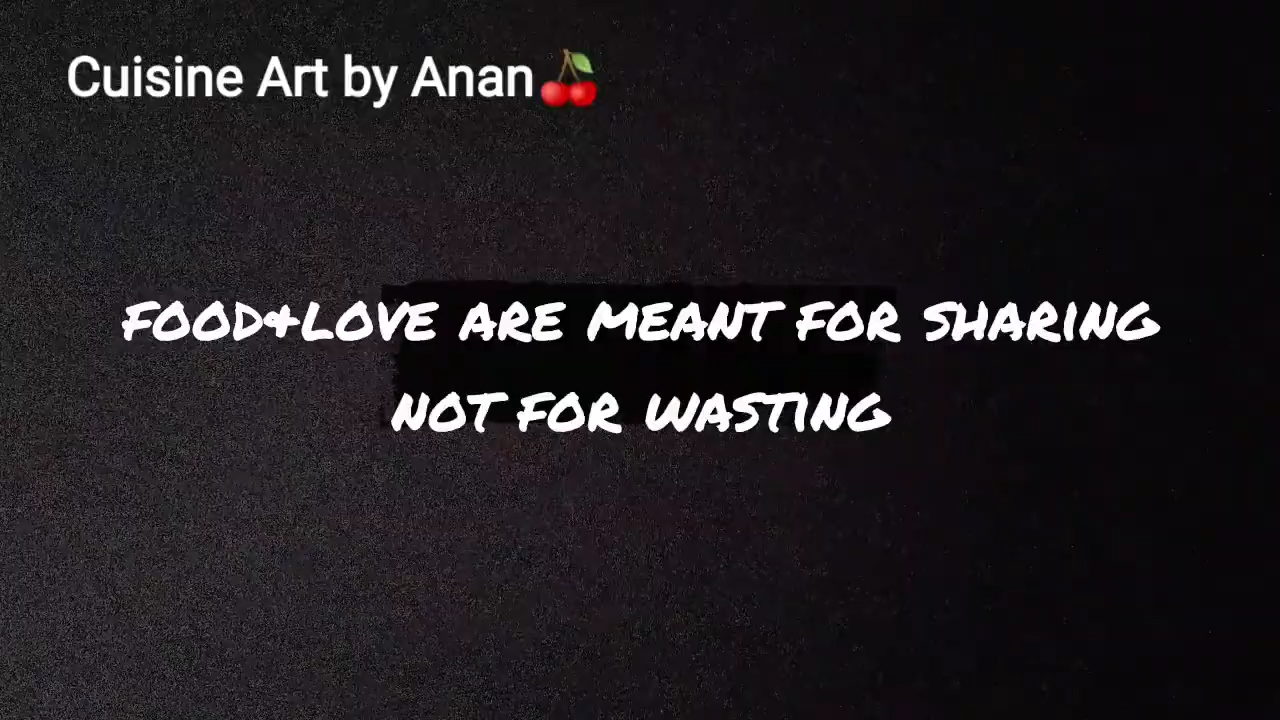 Cuisine Art by Anan🍒
FOOD&LOVE ARE MEANT FOR SHARING
NOT FOR WASTING